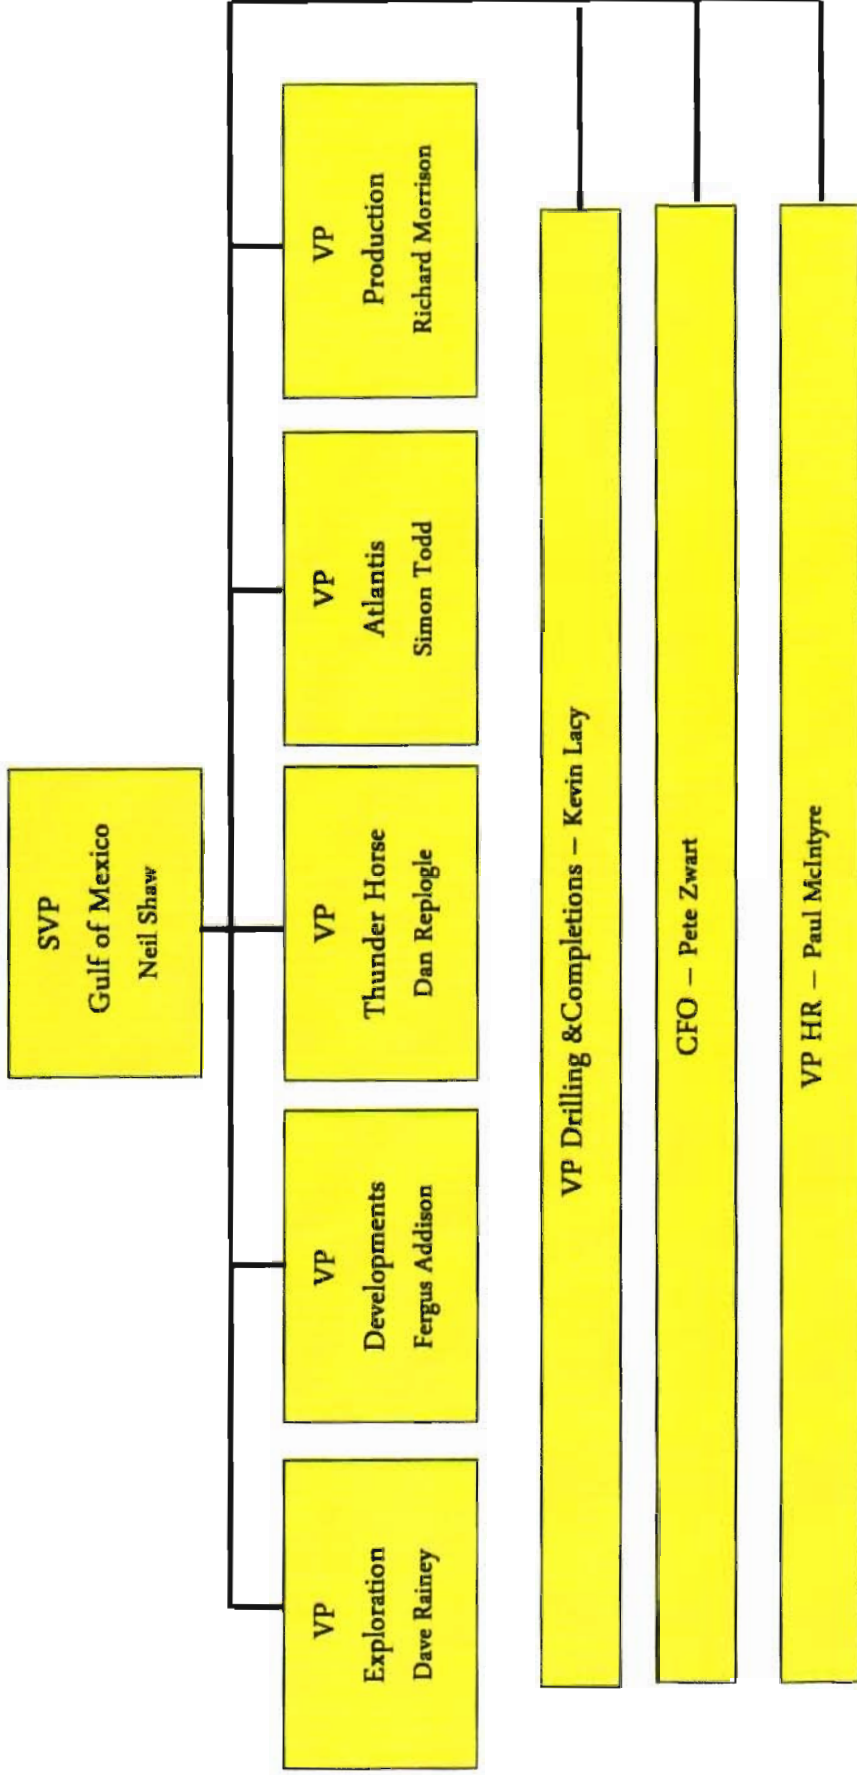 SVP
Gulf of Mexico
Neil Shaw
VP
Exploration
Dave Rainey
VP
Developments
Fergus Addison
VP
Thunder Horse
Dan Replogle
VP
Atlantis
Simon Todd
VP
Production
Richard Morrison
VP Drilling &Completions – Kevin Lacy
CFO – Pete Zwart
VP HR – Paul McIntyre